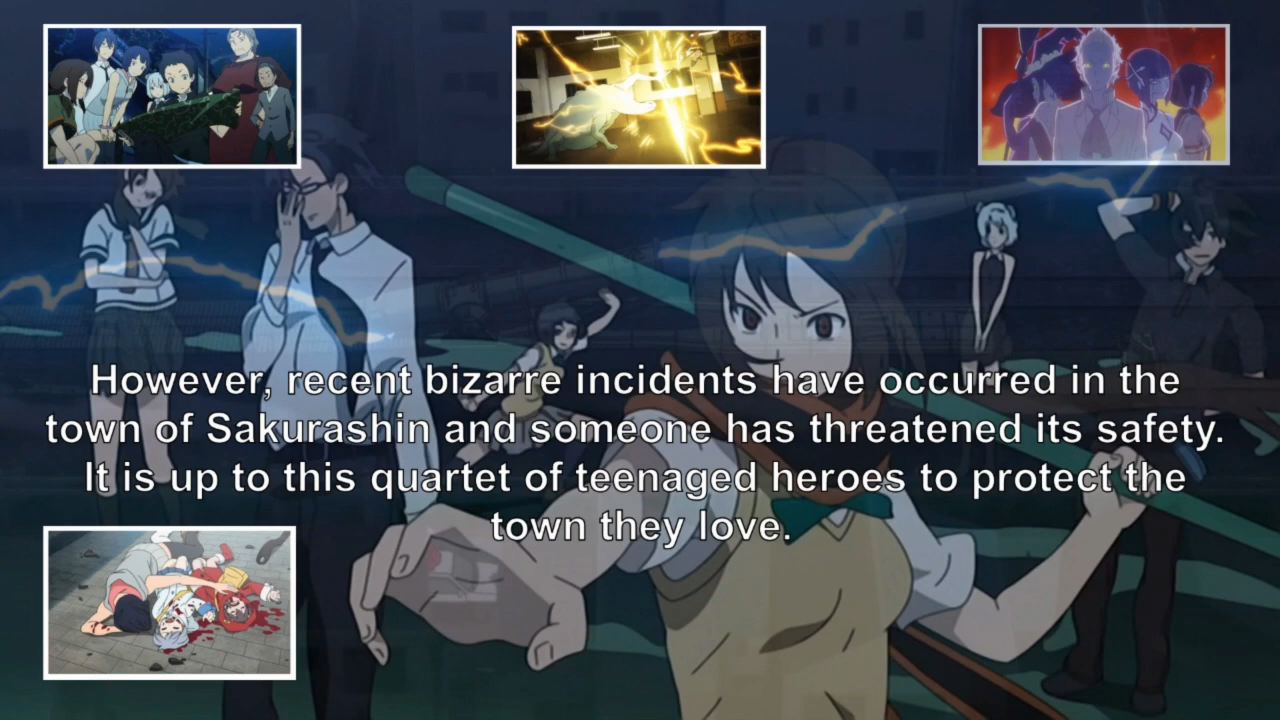 However, recent bizarre incidents have occurred in the
town of Sakurashin and someone has threatened its safety.
It is up to this quartet of teenaged heroes to protect the
town they love.